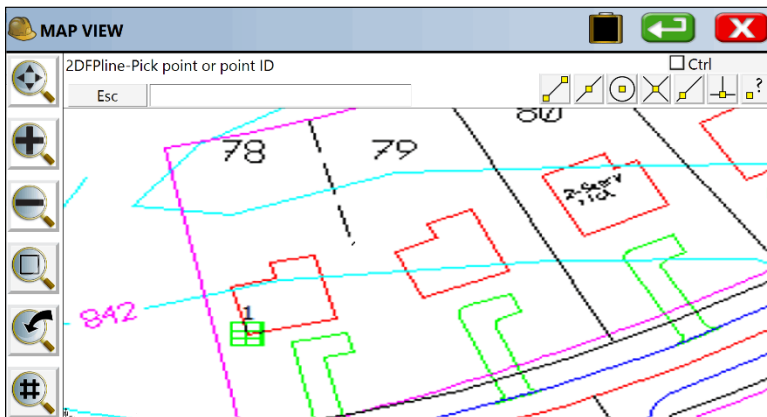 MAP VIEW
2DFPline-Pick point or point ID
Ctrl
Esc
?
80
78
79
842
1